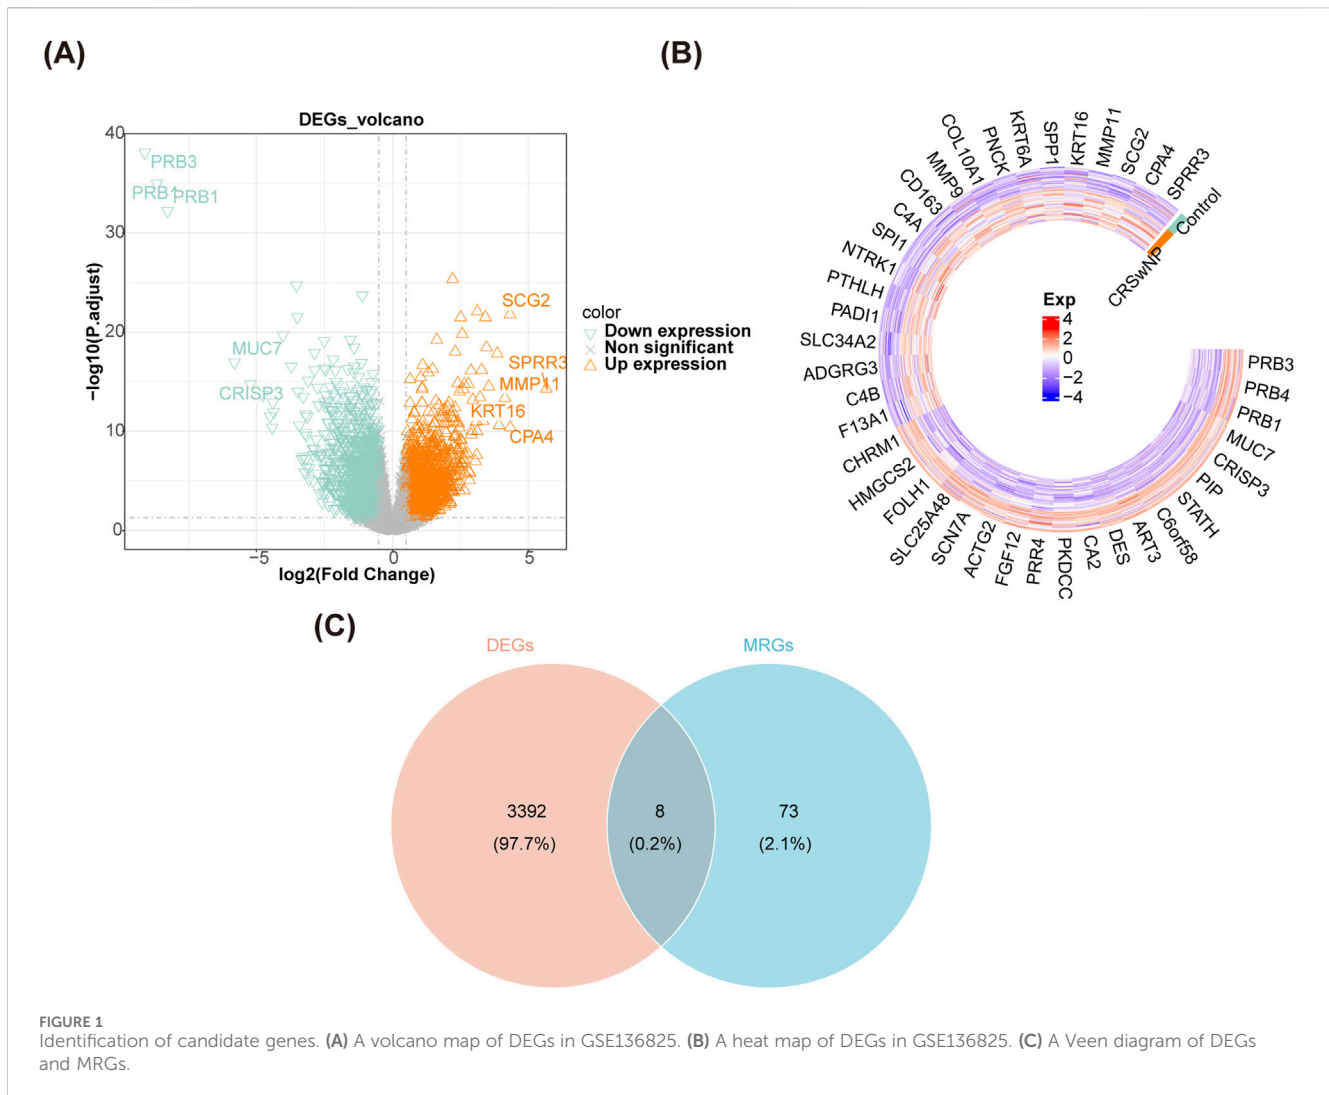 (A)
DEGs_volcano
−log10(P.adjust)
40
30
20
10
0
−5
0
5
log2(Fold Change)
PRB3
PRB1
PRB1
MUC7
CRISP3
SCG2
SPRR3
MMP11
KRT16
CPA4
color
Down expression
Non significant
Up expression
(B)
SPRR3
CPA4
SCG2
MMP11
KRT16
SPP1
KRT6A
PNCK
COL10A1
MMP9
CD163
C4A
SPI1
NTRK1
PTHLH
PADI1
SLC34A2
ADGRG3
C4B
F13A1
CHRM1
HMGCS2
FOLH1
SLC25A48
SCN7A
ACTG2
FGF12
PRR4
PKDCC
CA2
DES
ART3
C6orf58
STATH
PIP
CRISP3
MUC7
PRB1
PRB4
PRB3
Control
CRSwNP
Exp
4
2
0
−2
−4
(C)
DEGs
MRGs
3392
(97.7%)
8
(0.2%)
73
(2.1%)
FIGURE 1
Identification of candidate genes. (A) A volcano map of DEGs in GSE136825. (B) A heat map of DEGs in GSE136825. (C) A Veen diagram of DEGs
and MRGs.